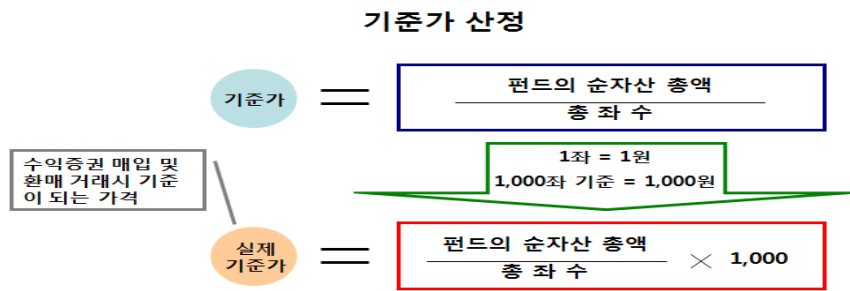 기준가 산정
기준가
=
펀드의 순자산 총액
총 좌 수
1좌 = 1원
1,000좌 기준 = 1,000원
수익증권 매입 및
환매 거래시 기준
이 되는 가격
실제
기준가
=
펀드의 순자산 총액
총 좌 수
× 1,000